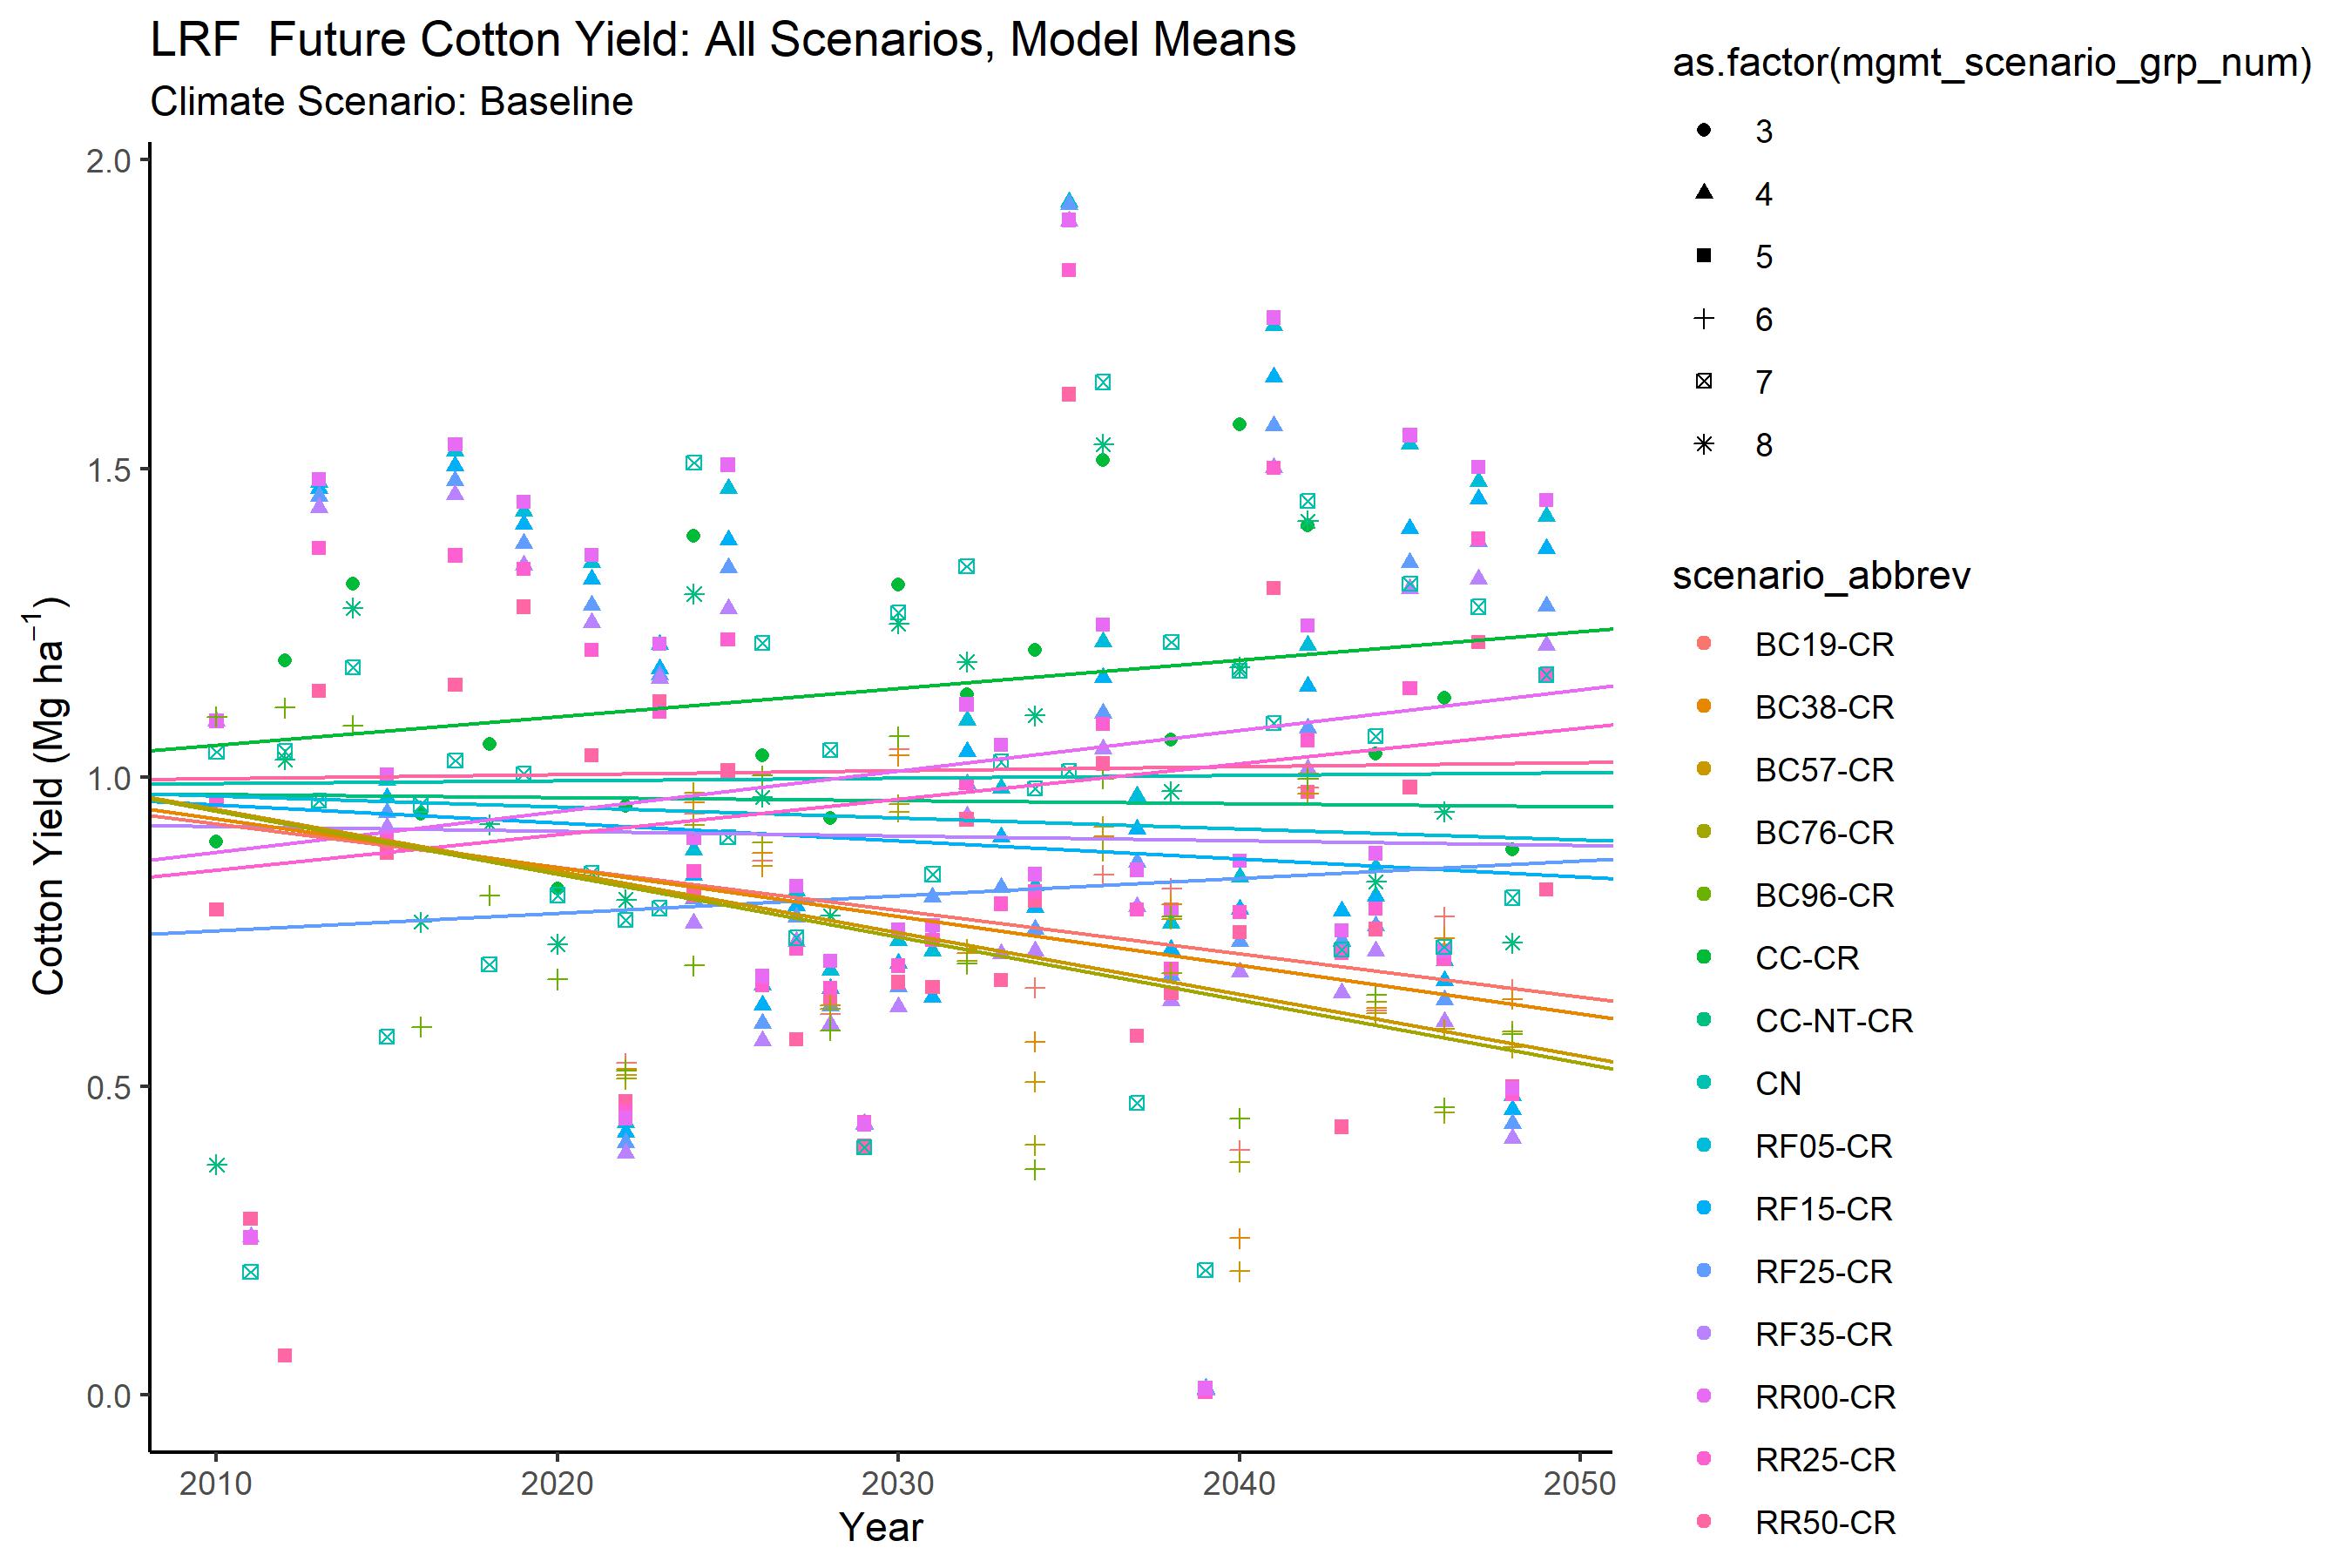 LRF  Future Cotton Yield: All Scenarios, Model Means
Climate Scenario: Baseline
Cotton Yield (Mg ha⁻¹)
2.0
1.5
1.0
0.5
0.0
2010 2020 2030 2040 2050
Year
as.factor(mgmt_scenario_grp_num)
3
4
5
6
7
8
scenario_abbrev
BC19-CR
BC38-CR
BC57-CR
BC76-CR
BC96-CR
CC-CR
CC-NT-CR
CN
RF05-CR
RF15-CR
RF25-CR
RF35-CR
RR00-CR
RR25-CR
RR50-CR